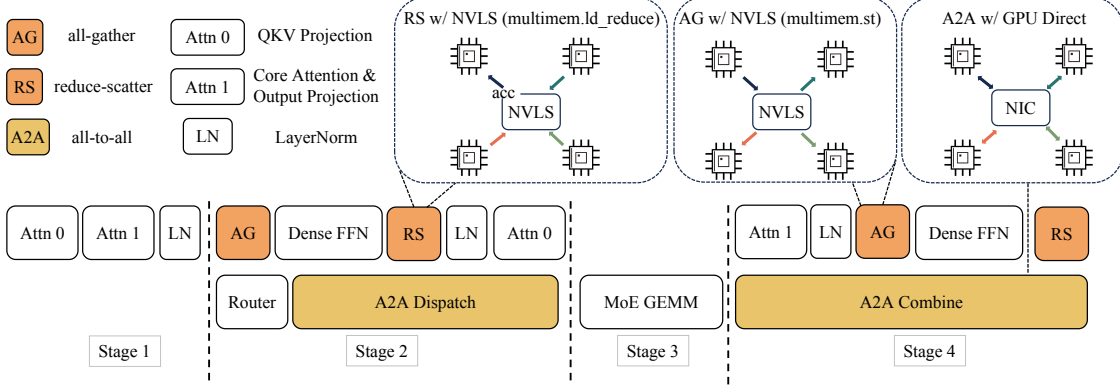 AG all-gather Attn 0 QKV Projection
RS reduce-scatter Attn 1 Core Attention &
Output Projection
A2A all-to-all LN LayerNorm
RS w/ NVLS (multimem.ld_reduce)
acc
NVLS
AG w/ NVLS (multimem.st)
NVLS
A2A w/ GPU Direct
NIC
Attn 0 Attn 1 LN AG Dense FFN RS LN Attn 0 Attn 1 LN AG Dense FFN RS
Router A2A Dispatch MoE GEMM A2A Combine
Stage 1 Stage 2 Stage 3 Stage 4